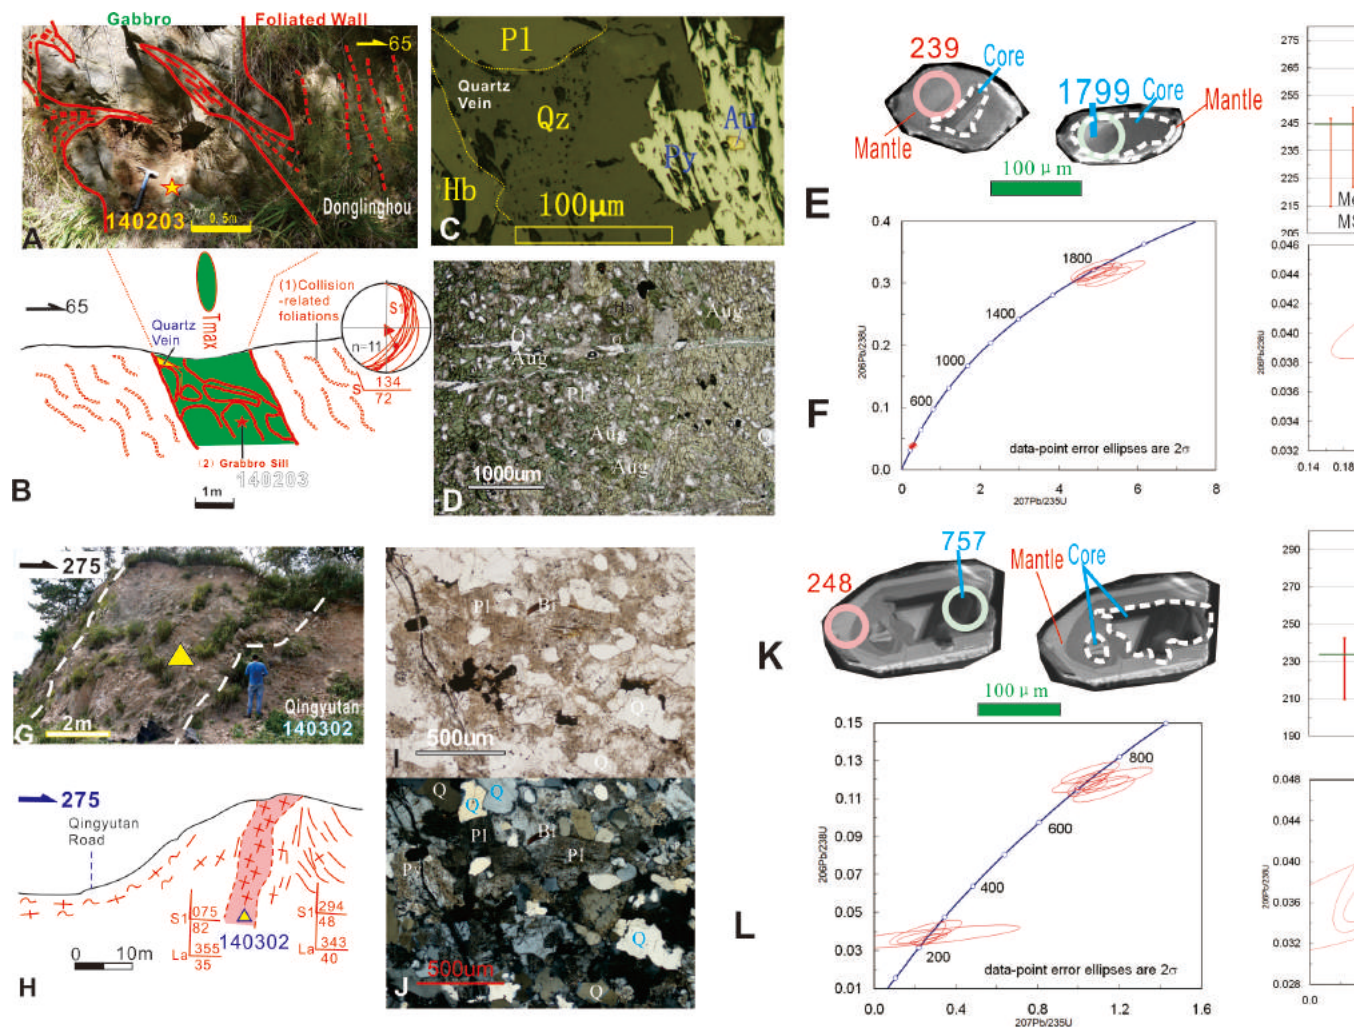 Gabbro
Foliated Wall
65
140203
0.5m
Donglinghou
A
Pl
Quartz
Vein
Qz
Au
Py
Hb
100μm
C
239
Core
1799
Core
Mantle
Mantle
100 μm
E
275
265
255
245
235
225
215
205
65
Quartz
Vein
Tmax
(1)Collision
-related
foliations
S1
n=11
S
134
72
(2) Grabbro Sill
140203
1m
B
Aug
Q
Aug
Pl
Aug
Aug
Q
1000um
D
0.4
0.3
0.2
0.1
0.0
206Pb/238U
1800
1400
1000
600
data-point error ellipses are 2σ
0
2
4
6
8
207Pb/235U
F
0.046
0.044
0.042
0.040
0.038
0.036
0.034
0.032
206Pb/238U
0.14
275
2m
Qingyutan
140302
G
Pl
Bi
Q
Q
500um
I
248
757
Mantle
Core
100 μm
K
290
270
250
230
210
190
275
Qingyutan
Road
S1
075
82
La
355
35
S1
294
48
La
343
40
140302
0
10m
H
Q
Q
Q
Pl
Bi
Pl
Q
Q
500um
J
0.15
0.13
0.11
0.09
0.07
0.05
0.03
0.01
206Pb/238U
800
600
400
200
data-point error ellipses are 2σ
0.0
0.4
0.8
1.2
1.6
207Pb/235U
L
0.048
0.044
0.040
0.036
0.032
0.028
206Pb/238U
0.0